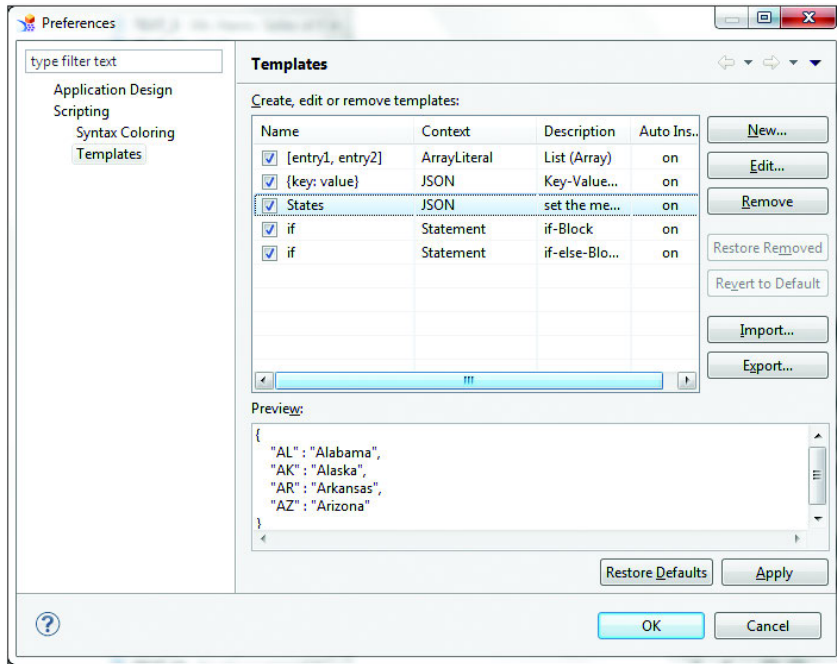 Preferences
type filter text
Application Design
Scripting
Syntax Coloring
Templates
Templates
Create, edit or remove templates:
Name Context Description Auto Ins..
[entry1, entry2] ArrayLiteral List (Array) on
{key: value} JSON Key-Value... on
States JSON set the me... on
if Statement if-Block on
if Statement if-else-Blo... on
New...
Edit...
Remove
Restore Removed
Revert to Default
Import...
Export...
Preview:
{
"AL" : "Alabama",
"AK" : "Alaska",
"AR" : "Arkansas",
"AZ" : "Arizona"
}
Restore Defaults Apply
OK Cancel